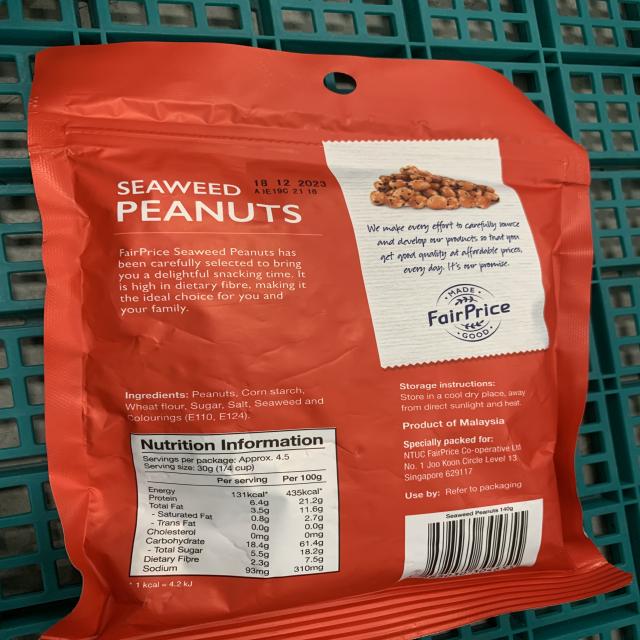 SEAWEED
PEANUTS
18 12 2023
A JE19C 21 16
FairPrice Seaweed Peanuts has
been carefully selected to bring
you a delightful snacking time. It
is high in dietary fibre, making it
the ideal choice for you and
your family.
We make every effort to carefully source
and develop our products so that you
get good quality at affordable prices,
every day. It's our promise.
MADE
FairPrice
GOOD
Ingredients: Peanuts, Corn starch,
Wheat flour, Sugar, Salt, Seaweed and
Colourings (E110, E124).
Nutrition Information
Servings per package: Approx. 4.5
Serving size: 30g (1/4 cup)
Per serving Per 100g
Energy 131kcal* 435kcal*
Protein 6.4g 21.2g
Total Fat 3.5g 11.6g
- Saturated Fat 0.8g 2.7g
- Trans Fat 0.0g 0.0g
Cholesterol 0mg 0mg
Carbohydrate 18.4g 61.4g
- Total Sugar 5.5g 18.2g
Dietary Fibre 2.3g 7.5g
Sodium 93mg 310mg
* 1 kcal = 4.2 kJ
Storage instructions:
Store in a cool dry place, away
from direct sunlight and heat.
Product of Malaysia
Specially packed for:
NTUC FairPrice Co-operative Ltd
No. 1 Joo Koon Circle Level 13
Singapore 629117
Use by: Refer to packaging
Seaweed Peanuts 140g